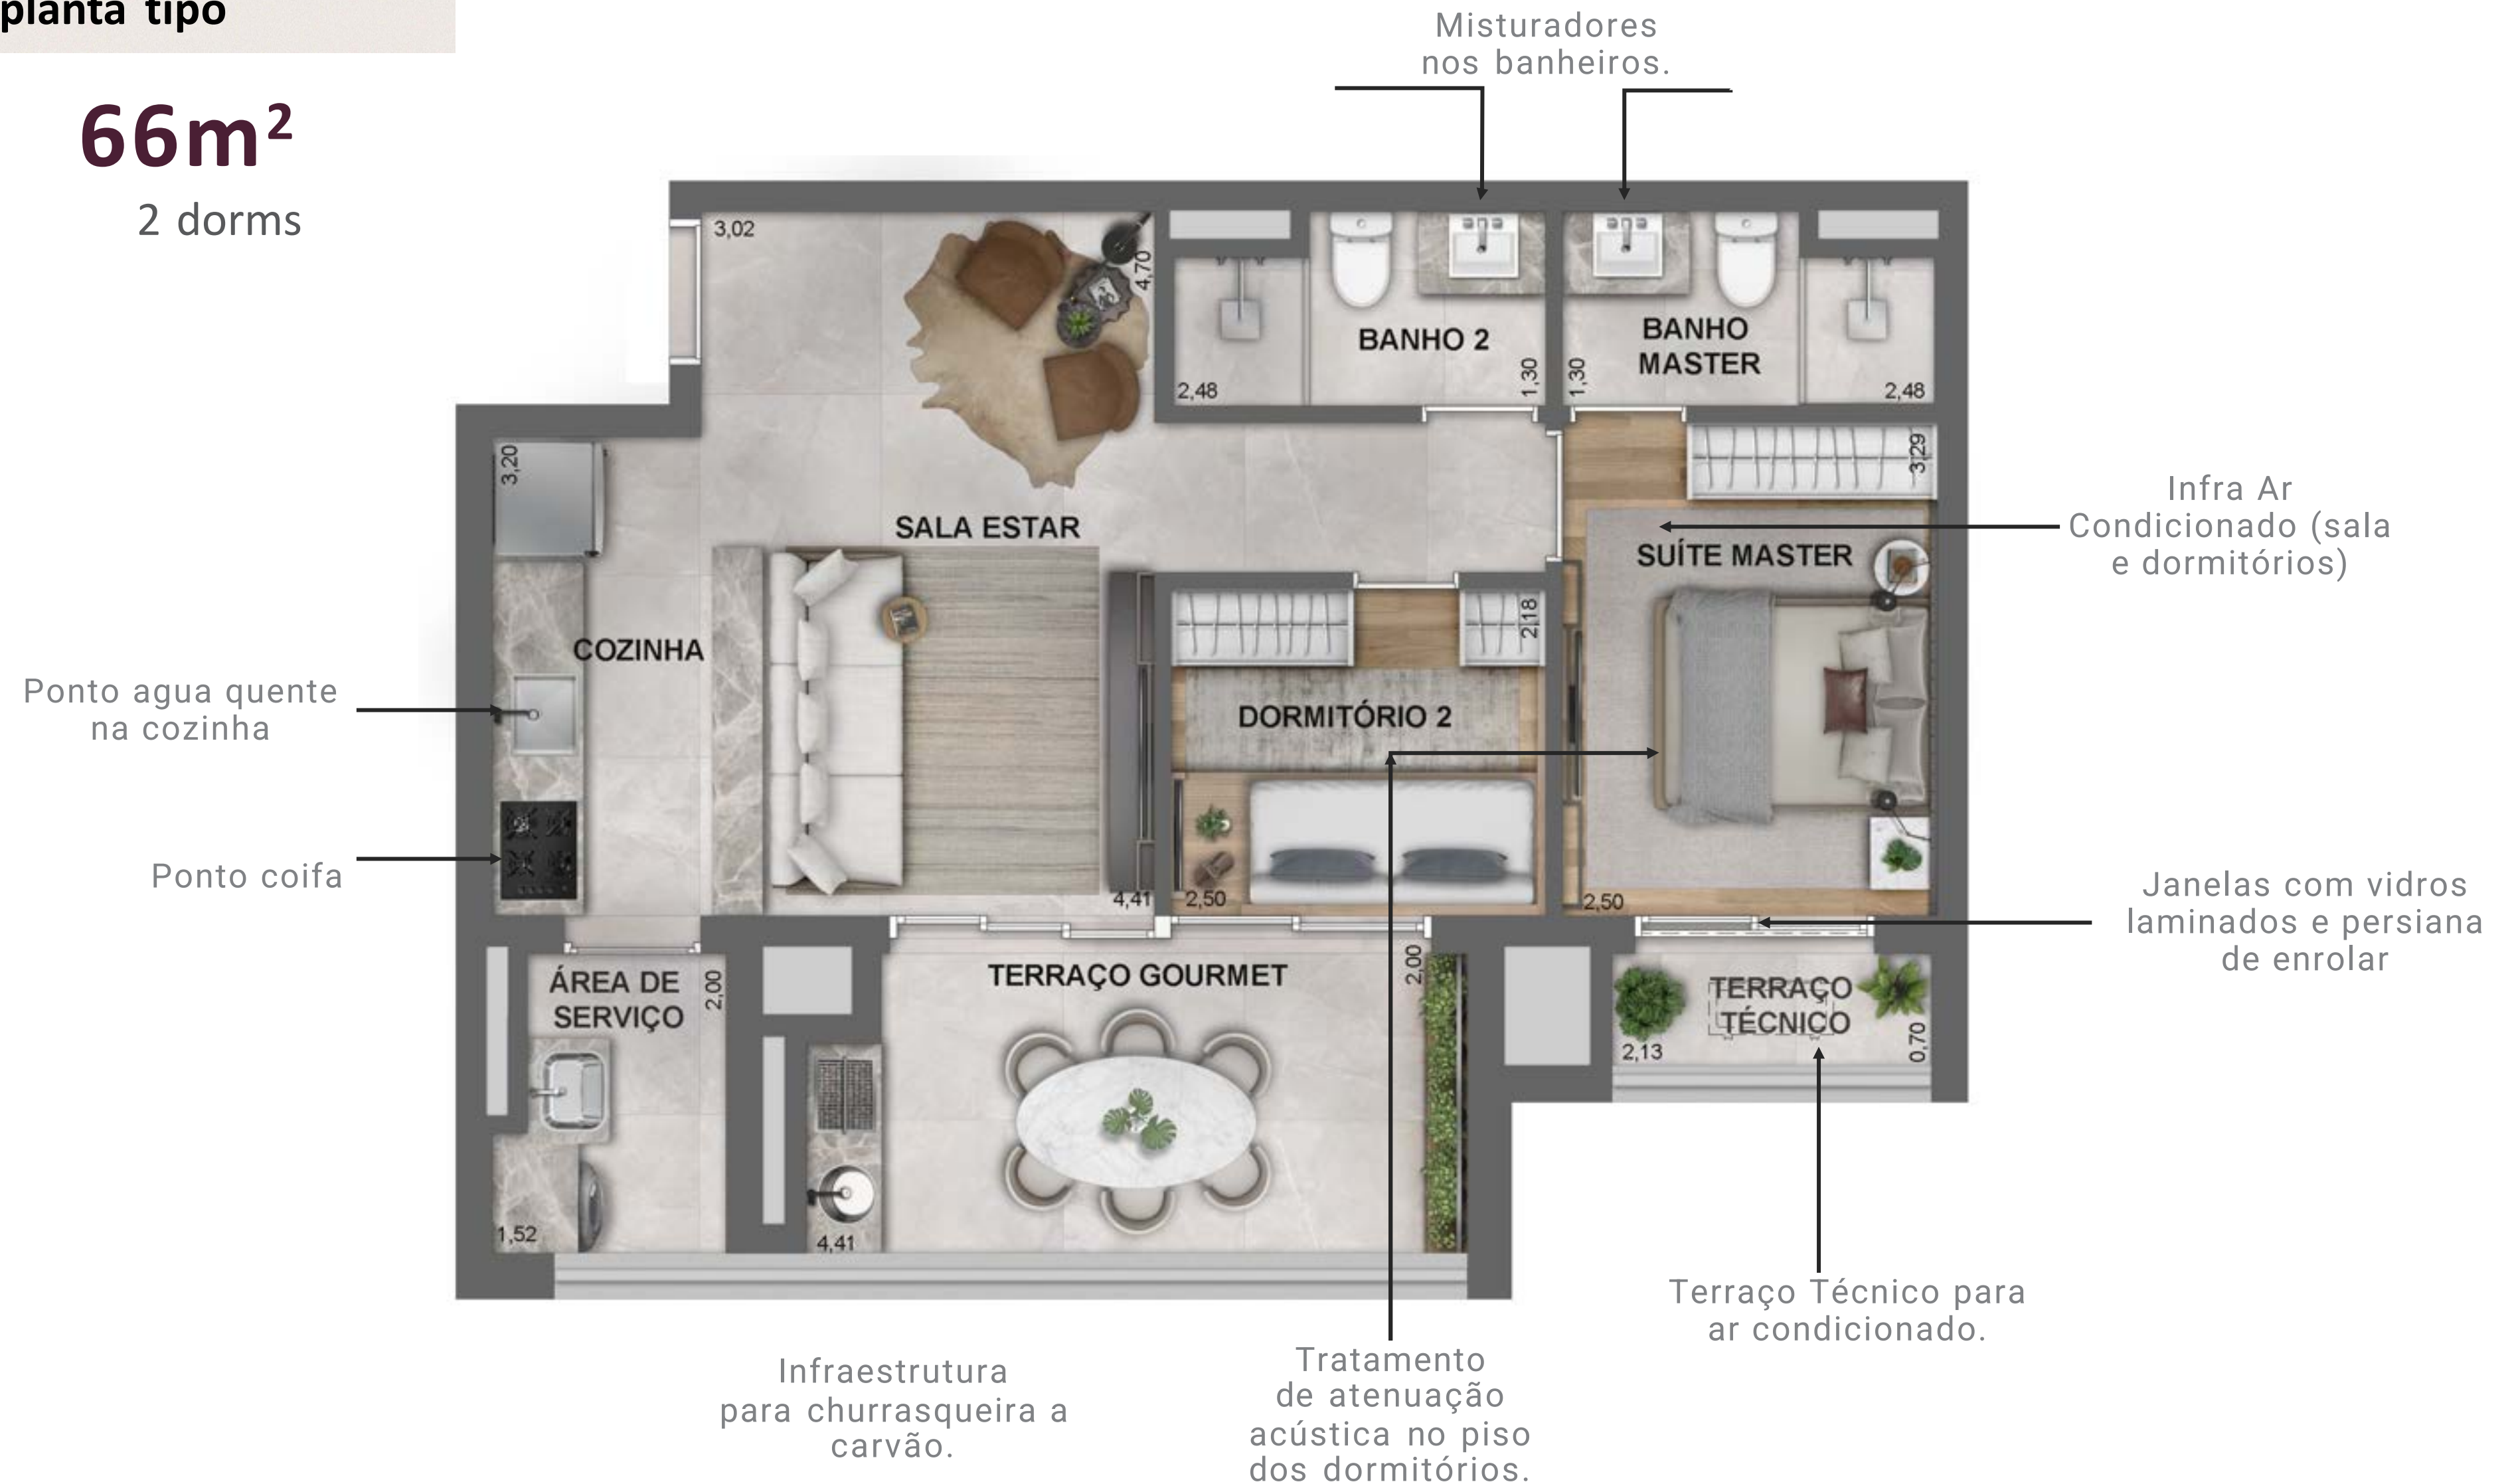 planta tipo
66m²
2 dorms
Misturadores
nos banheiros.
3,02
4,70
BANHO 2
2,48
1,30
BANHO
MASTER
1,30
2,48
3,20
3,29
SALA ESTAR
Infra Ar
Condicionado (sala
e dormitórios)
SUÍTE MASTER
COZINHA
2,18
Ponto agua quente
na cozinha
DORMITÓRIO 2
Ponto coifa
4,41
2,50
2,50
Janelas com vidros
laminados e persiana
de enrolar
ÁREA DE
SERVIÇO
2,00
TERRAÇO GOURMET
2,00
TERRAÇO
TÉCNICO
2,13
0,70
1,52
4,41
Terraço Técnico para
ar condicionado.
Infraestrutura
para churrasqueira a
carvão.
Tratamento
de atenuação
acústica no piso
dos dormitórios.